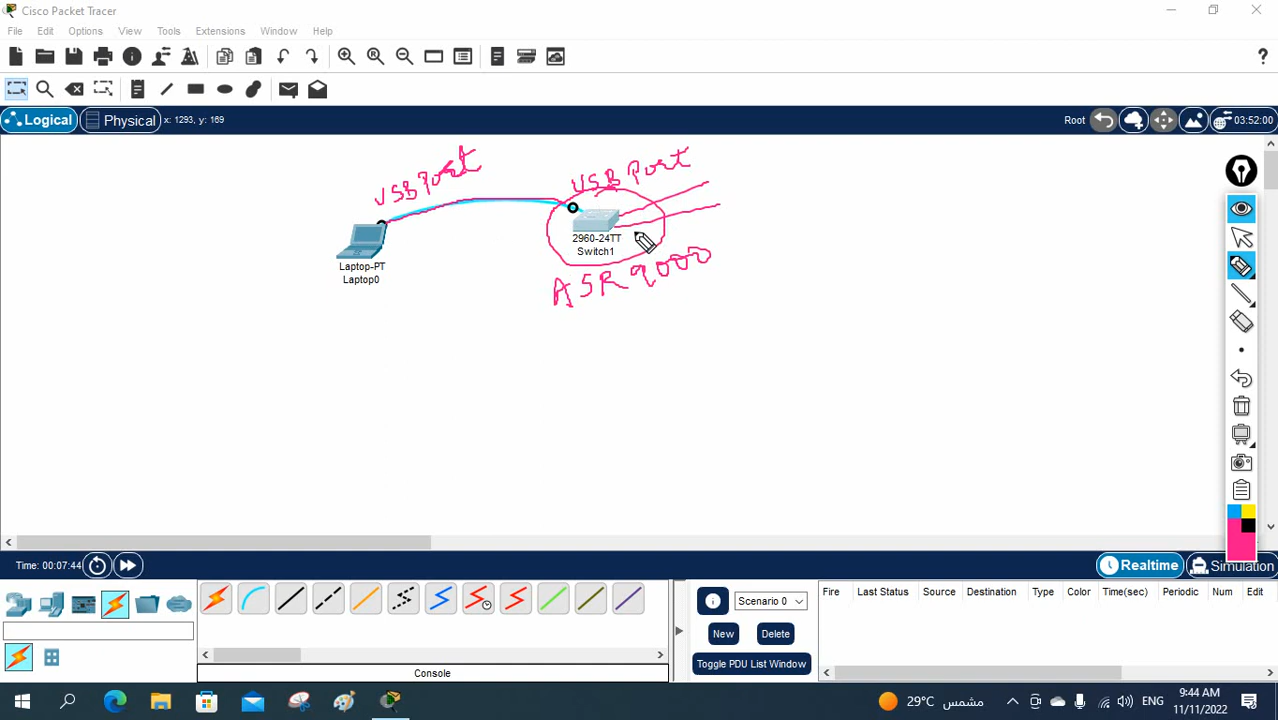 Cisco Packet Tracer
File Edit Options View Tools Extensions Window Help
Logical Physical x: 1293, y: 169 Root 03:52:00
USB Port
USB Port
2960-24TT
Switch1
Laptop-PT
Laptop0
ASR 9000
Time: 00:07:44 Realtime Simulation
Scenario 0
New Delete
Toggle PDU List Window
Fire Last Status Source Destination Type Color Time(sec) Periodic Num Edit
Console
29°C مشمس ENG
9:44 AM
11/11/2022